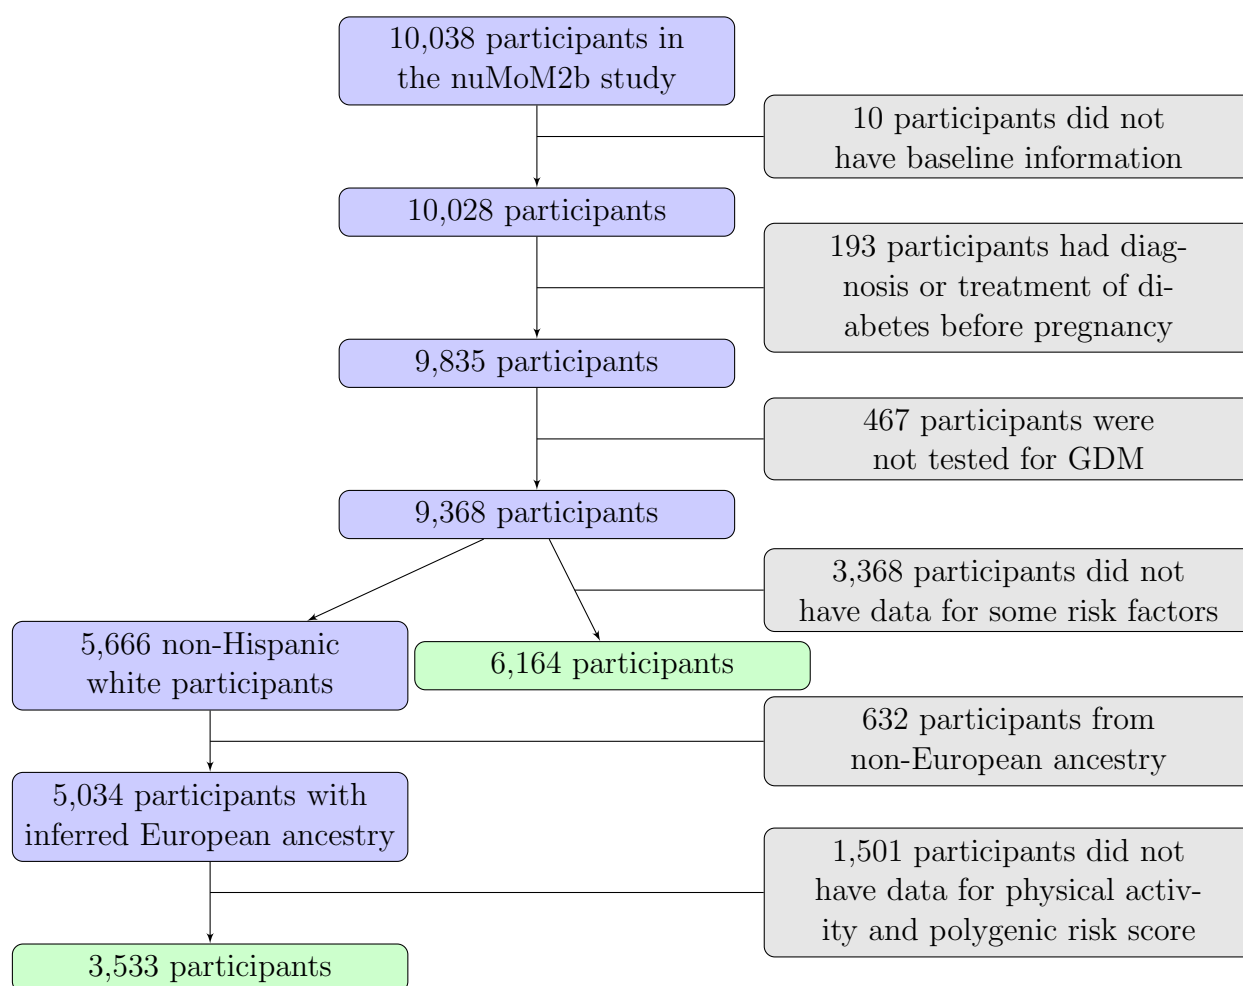 10,038 participants in
the nuMoM2b study
10 participants did not
have baseline information
10,028 participants
193 participants had diag-
nosis or treatment of di-
abetes before pregnancy
9,835 participants
467 participants were
not tested for GDM
9,368 participants
3,368 participants did not
have data for some risk factors
5,666 non-Hispanic
white participants
6,164 participants
632 participants from
non-European ancestry
5,034 participants with
inferred European ancestry
1,501 participants did not
have data for physical activ-
ity and polygenic risk score
3,533 participants